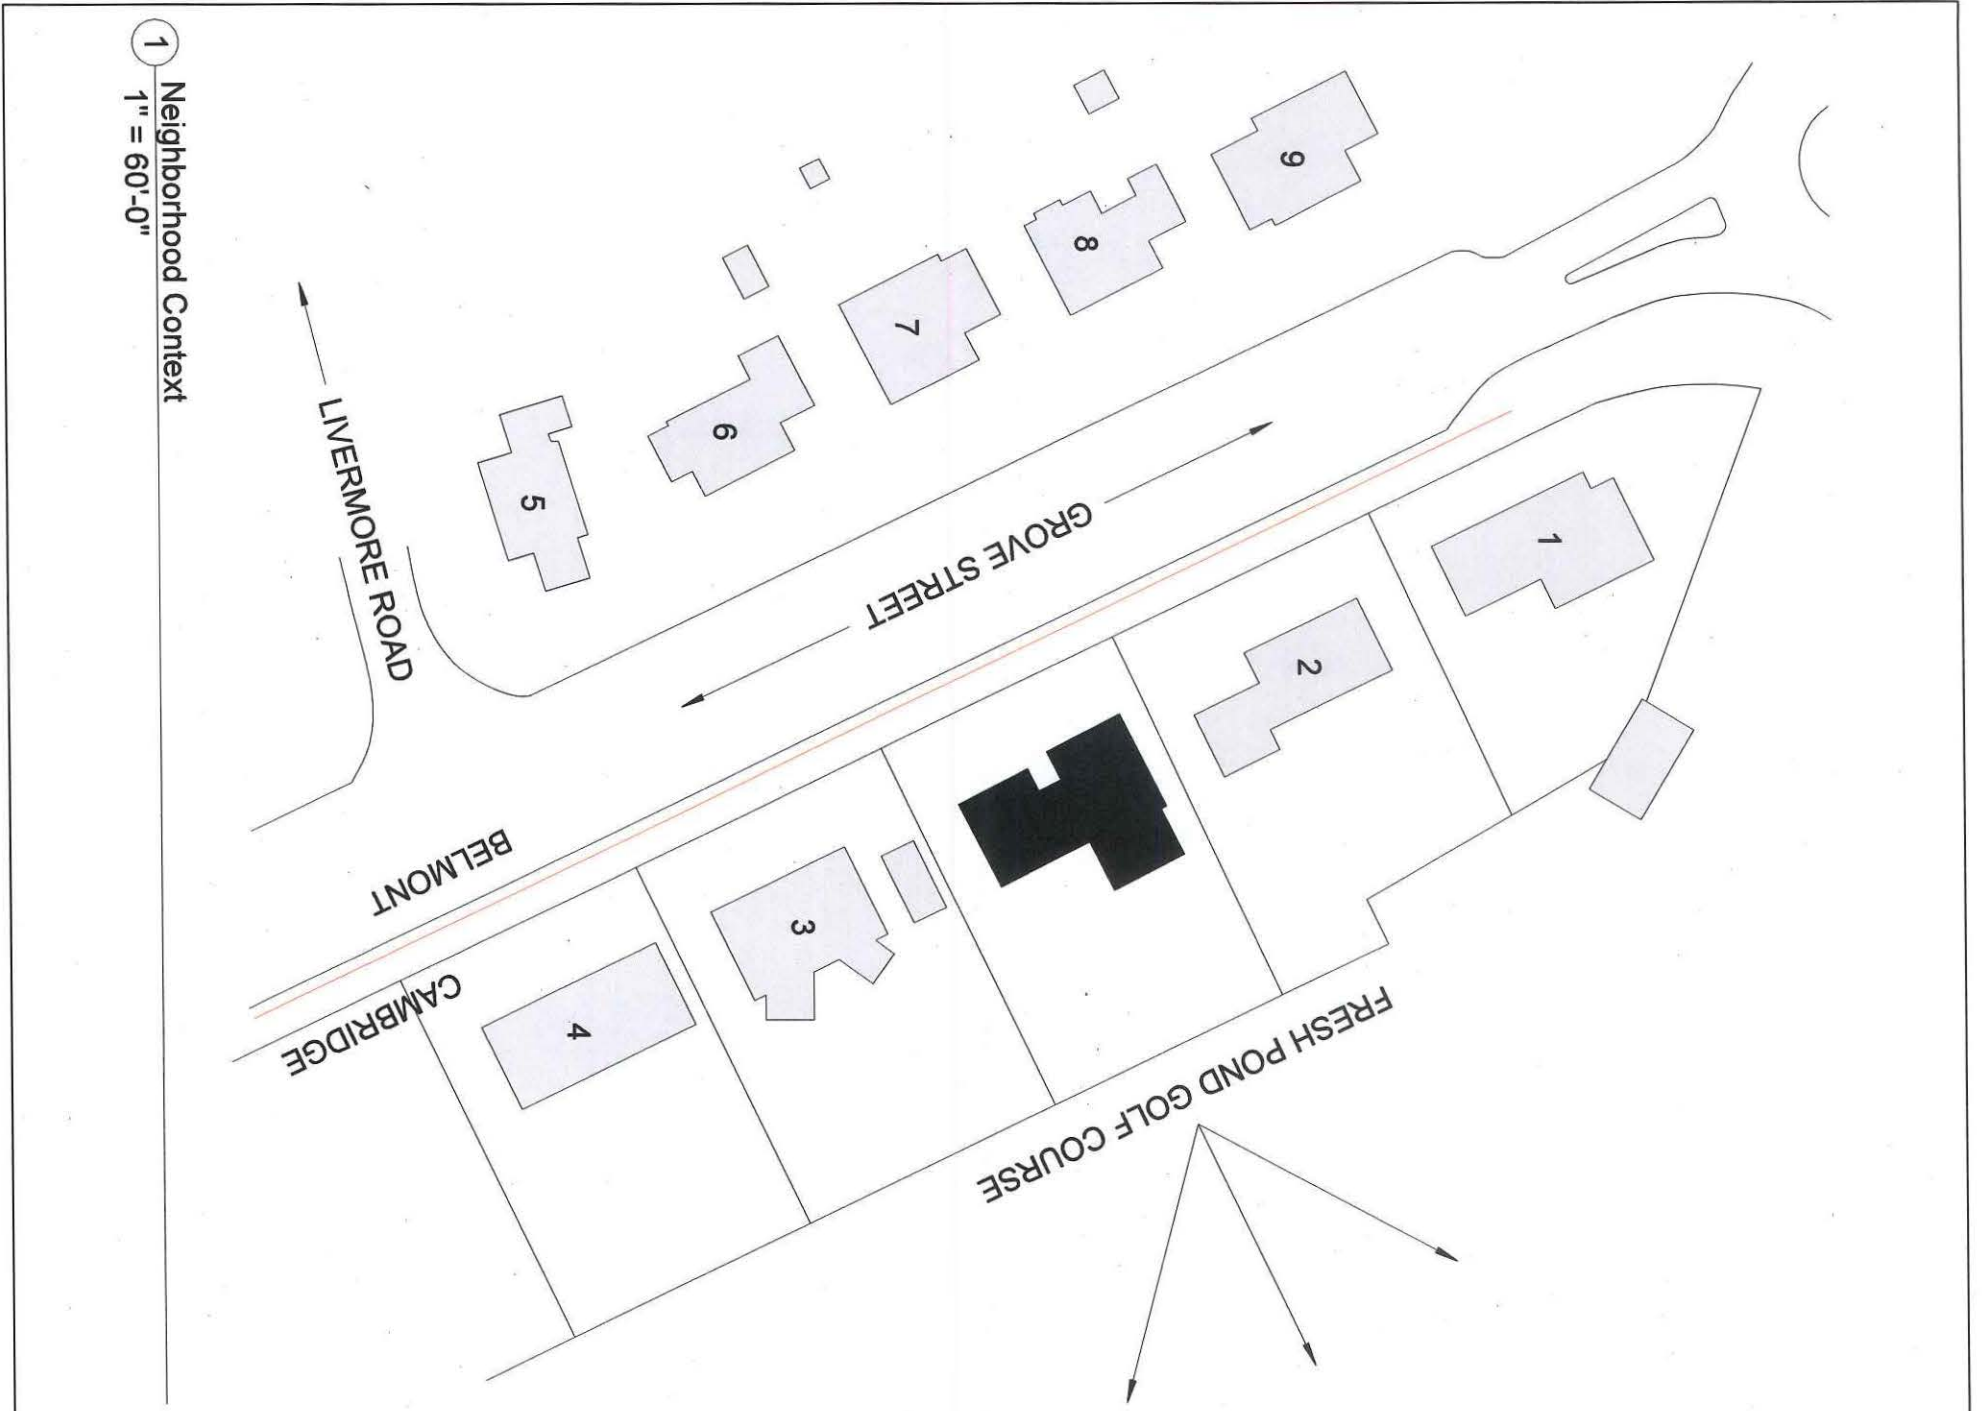 1
Neighborhood Context
1" = 60'-0"
LIVERMORE ROAD
GROVE STREET
BELMONT
CAMBRIDGE
FRESH POND GOLF COURSE
1
2
3
4
5
6
7
8
9